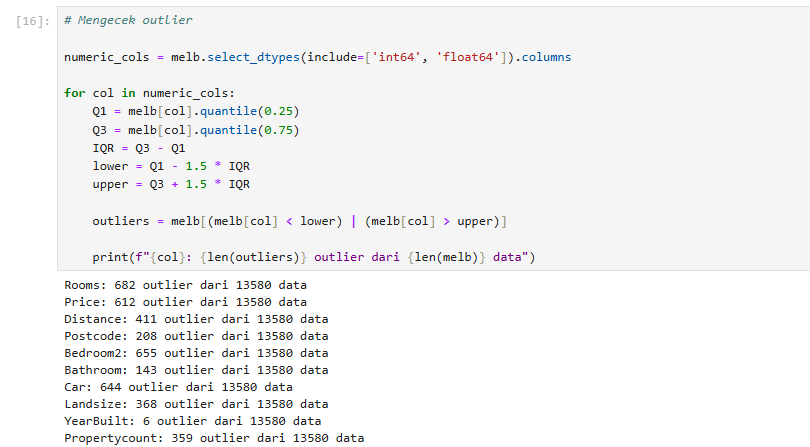 [16]: # Mengecek outlier
numeric_cols = melb.select_dtypes(include=['int64', 'float64']).columns
for col in numeric_cols:
    Q1 = melb[col].quantile(0.25)
    Q3 = melb[col].quantile(0.75)
    IQR = Q3 - Q1
    lower = Q1 - 1.5 * IQR
    upper = Q3 + 1.5 * IQR
    outliers = melb[(melb[col] < lower) | (melb[col] > upper)]
    print(f"{col}: {len(outliers)} outlier dari {len(melb)} data")
Rooms: 682 outlier dari 13580 data
Price: 612 outlier dari 13580 data
Distance: 411 outlier dari 13580 data
Postcode: 208 outlier dari 13580 data
Bedroom2: 655 outlier dari 13580 data
Bathroom: 143 outlier dari 13580 data
Car: 644 outlier dari 13580 data
Landsize: 368 outlier dari 13580 data
YearBuilt: 6 outlier dari 13580 data
Propertycount: 359 outlier dari 13580 data